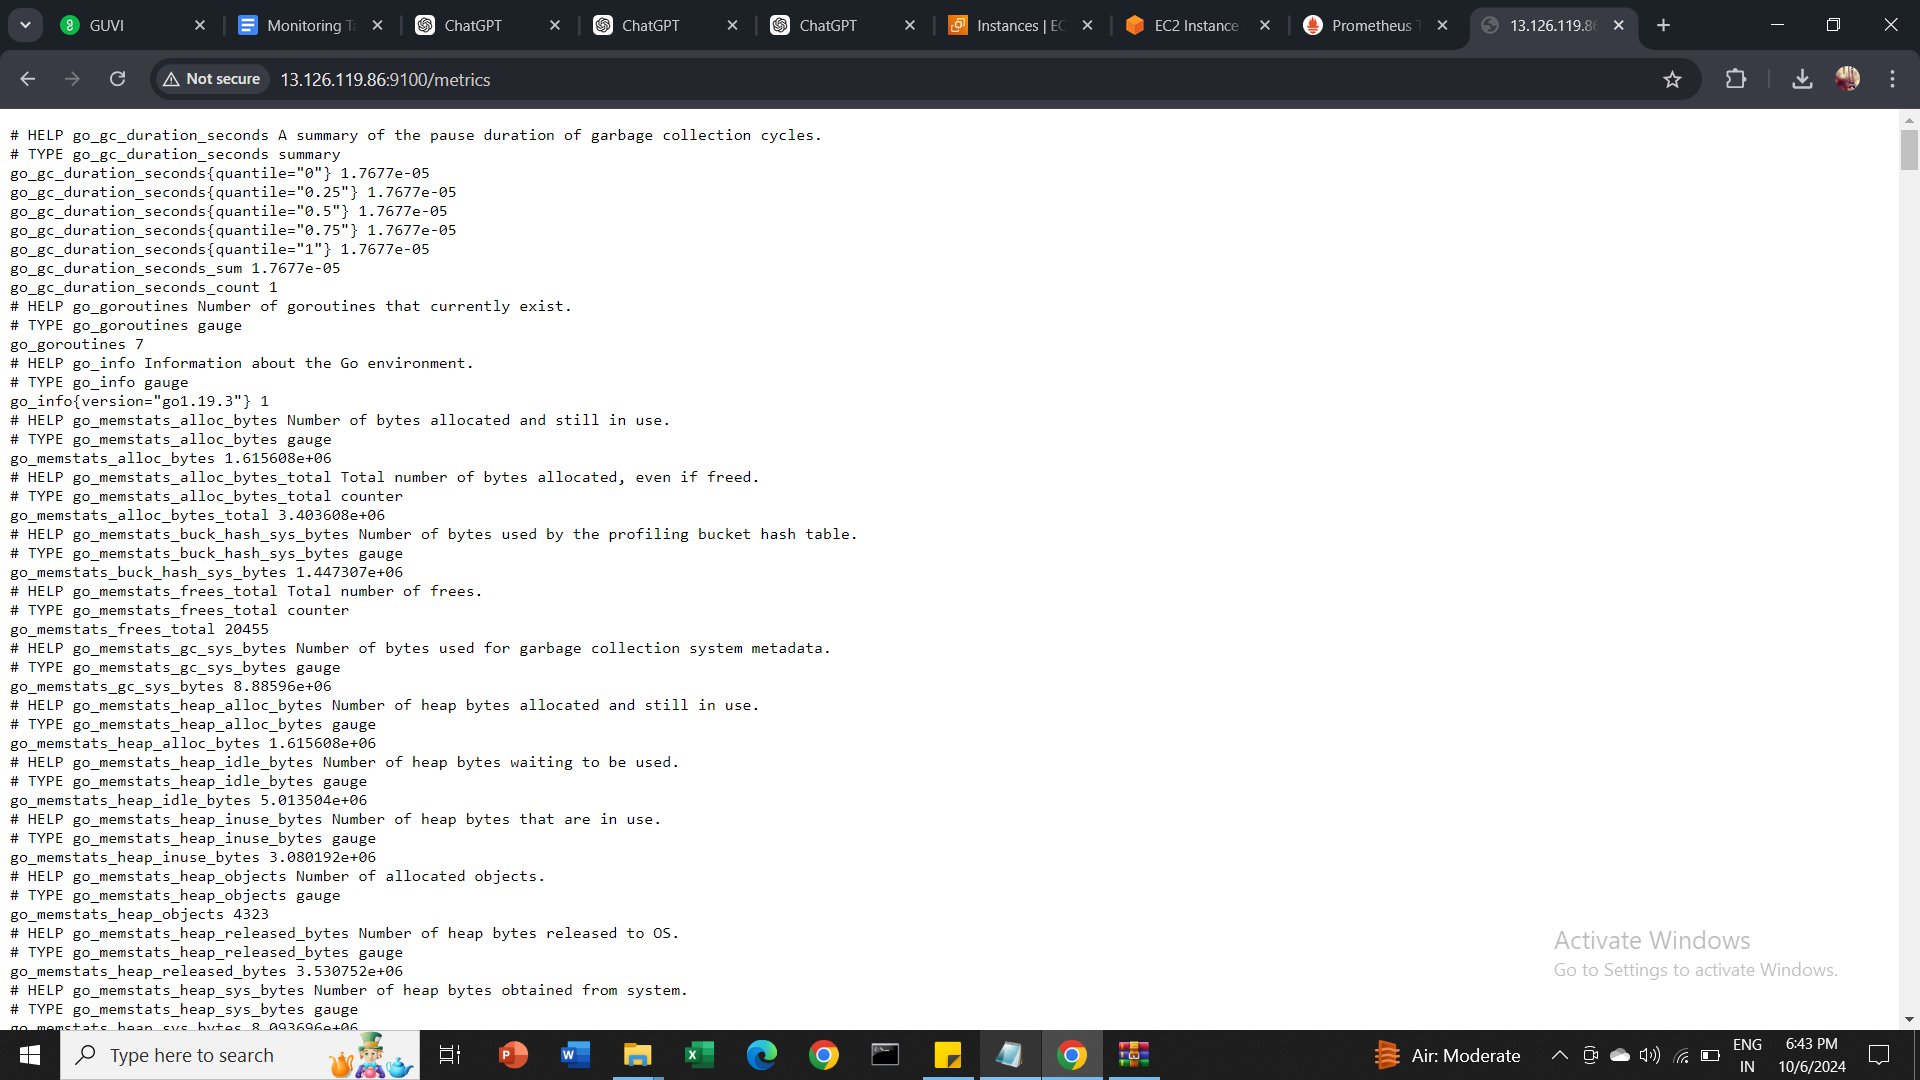 GUVI
Monitoring Ta
ChatGPT
ChatGPT
ChatGPT
Instances | EC
EC2 Instance
Prometheus T
13.126.119.86
Not secure
13.126.119.86:9100/metrics
# HELP go_gc_duration_seconds A summary of the pause duration of garbage collection cycles.
# TYPE go_gc_duration_seconds summary
go_gc_duration_seconds{quantile="0"} 1.7677e-05
go_gc_duration_seconds{quantile="0.25"} 1.7677e-05
go_gc_duration_seconds{quantile="0.5"} 1.7677e-05
go_gc_duration_seconds{quantile="0.75"} 1.7677e-05
go_gc_duration_seconds{quantile="1"} 1.7677e-05
go_gc_duration_seconds_sum 1.7677e-05
go_gc_duration_seconds_count 1
# HELP go_goroutines Number of goroutines that currently exist.
# TYPE go_goroutines gauge
go_goroutines 7
# HELP go_info Information about the Go environment.
# TYPE go_info gauge
go_info{version="go1.19.3"} 1
# HELP go_memstats_alloc_bytes Number of bytes allocated and still in use.
# TYPE go_memstats_alloc_bytes gauge
go_memstats_alloc_bytes 1.615608e+06
# HELP go_memstats_alloc_bytes_total Total number of bytes allocated, even if freed.
# TYPE go_memstats_alloc_bytes_total counter
go_memstats_alloc_bytes_total 3.403608e+06
# HELP go_memstats_buck_hash_sys_bytes Number of bytes used by the profiling bucket hash table.
# TYPE go_memstats_buck_hash_sys_bytes gauge
go_memstats_buck_hash_sys_bytes 1.447307e+06
# HELP go_memstats_frees_total Total number of frees.
# TYPE go_memstats_frees_total counter
go_memstats_frees_total 20455
# HELP go_memstats_gc_sys_bytes Number of bytes used for garbage collection system metadata.
# TYPE go_memstats_gc_sys_bytes gauge
go_memstats_gc_sys_bytes 8.88596e+06
# HELP go_memstats_heap_alloc_bytes Number of heap bytes allocated and still in use.
# TYPE go_memstats_heap_alloc_bytes gauge
go_memstats_heap_alloc_bytes 1.615608e+06
# HELP go_memstats_heap_idle_bytes Number of heap bytes waiting to be used.
# TYPE go_memstats_heap_idle_bytes gauge
go_memstats_heap_idle_bytes 5.013504e+06
# HELP go_memstats_heap_inuse_bytes Number of heap bytes that are in use.
# TYPE go_memstats_heap_inuse_bytes gauge
go_memstats_heap_inuse_bytes 3.080192e+06
# HELP go_memstats_heap_objects Number of allocated objects.
# TYPE go_memstats_heap_objects gauge
go_memstats_heap_objects 4323
# HELP go_memstats_heap_released_bytes Number of heap bytes released to OS.
# TYPE go_memstats_heap_released_bytes gauge
go_memstats_heap_released_bytes 3.530752e+06
# HELP go_memstats_heap_sys_bytes Number of heap bytes obtained from system.
# TYPE go_memstats_heap_sys_bytes gauge
go_memstats_heap_sys_bytes 8.093696e+06
Activate Windows
Go to Settings to activate Windows.
Type here to search
Air: Moderate
ENG
IN
6:43 PM
10/6/2024